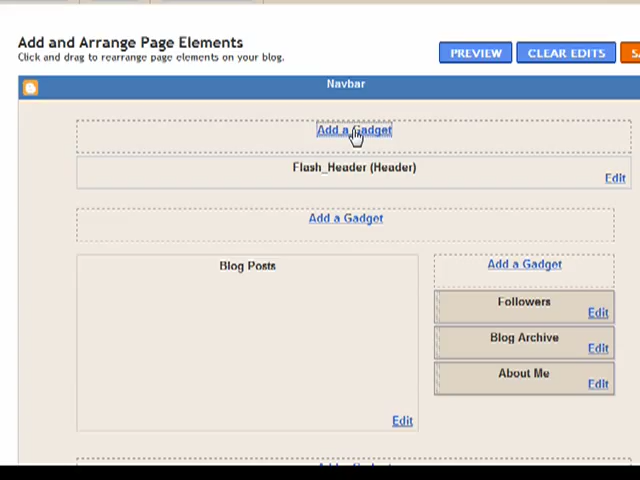 Add and Arrange Page Elements
Click and drag to rearrange page elements on your blog.
PREVIEW CLEAR EDITS
Navbar
Add a Gadget
Flash_Header (Header)
Edit
Add a Gadget
Blog Posts
Edit
Add a Gadget
Followers
Edit
Blog Archive
Edit
About Me
Edit